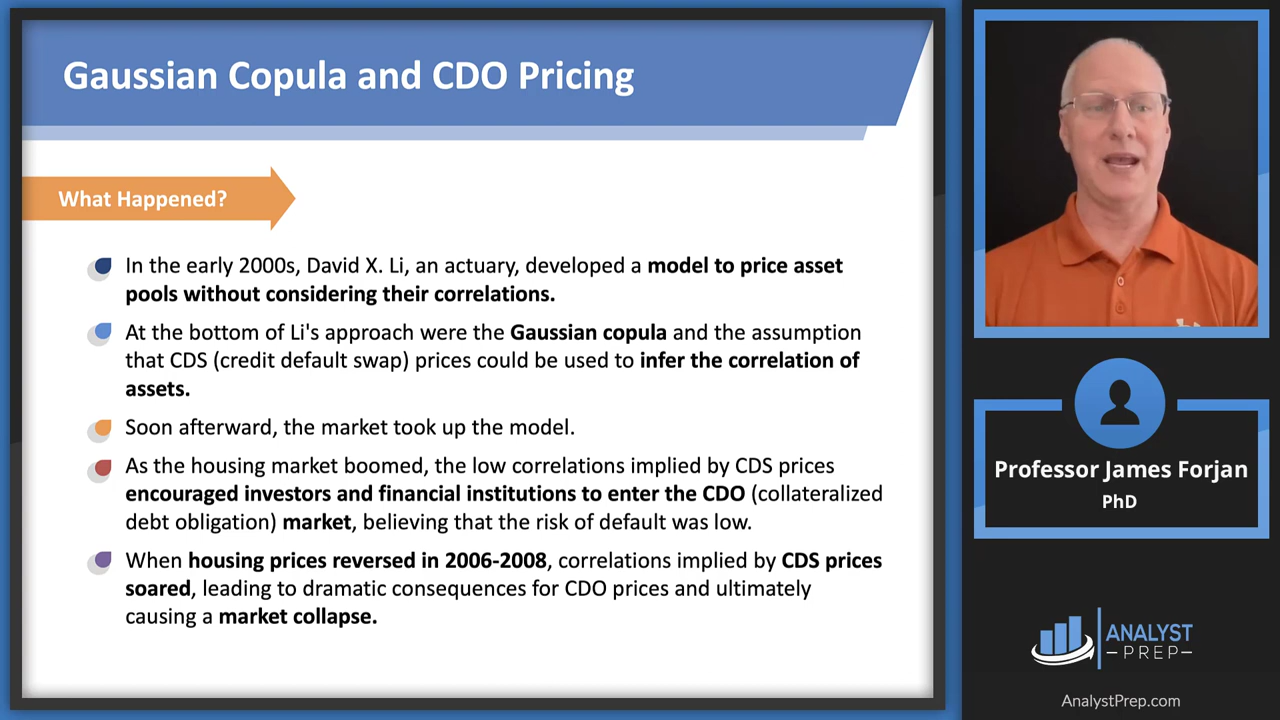 Gaussian Copula and CDO Pricing
What Happened?
In the early 2000s, David X. Li, an actuary, developed a model to price asset
pools without considering their correlations.
At the bottom of Li's approach were the Gaussian copula and the assumption
that CDS (credit default swap) prices could be used to infer the correlation of
assets.
Soon afterward, the market took up the model.
As the housing market boomed, the low correlations implied by CDS prices
encouraged investors and financial institutions to enter the CDO (collateralized
debt obligation) market, believing that the risk of default was low.
When housing prices reversed in 2006-2008, correlations implied by CDS prices
soared, leading to dramatic consequences for CDO prices and ultimately
causing a market collapse.
Professor James Forjan
PhD
ANALYST
PREP
AnalystPrep.com